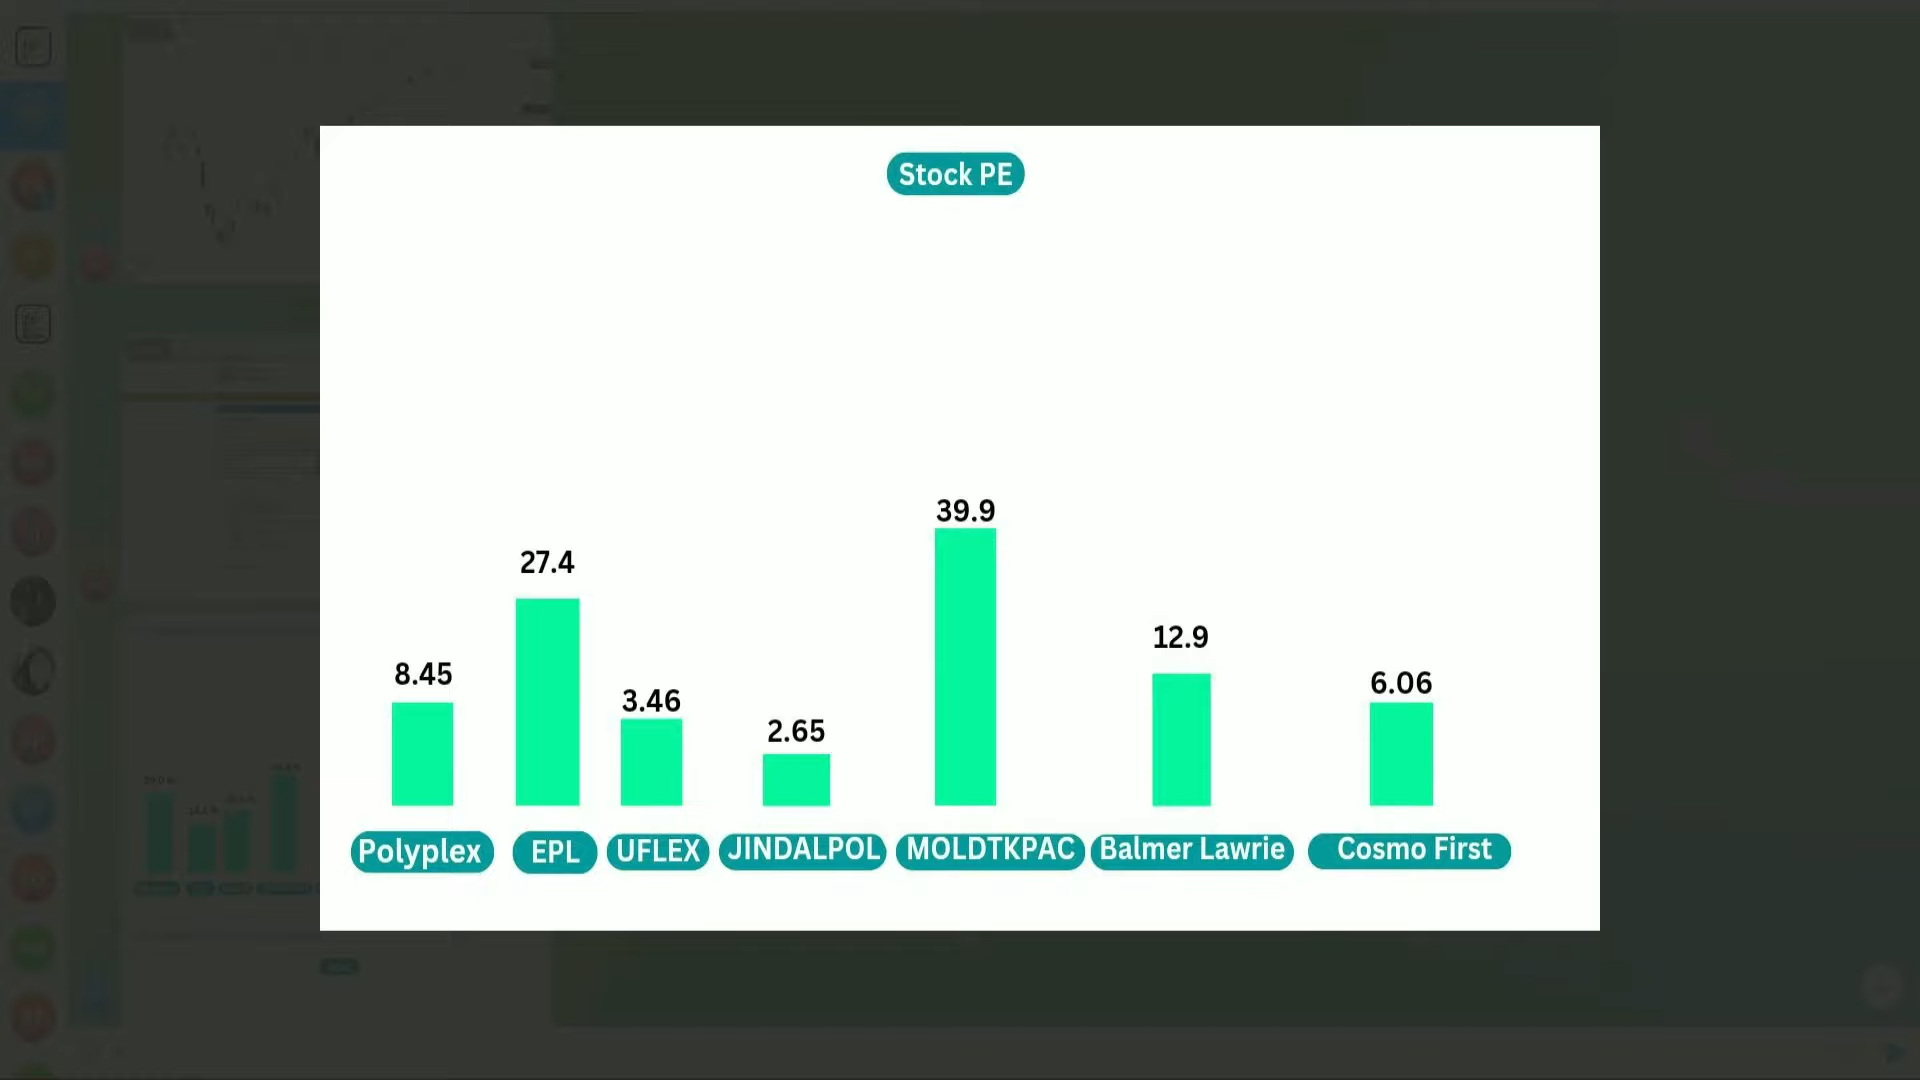 Stock PE
39.9
27.4
12.9
8.45
6.06
3.46
2.65
Polyplex
EPL
UFLEX
JINDALPOL
MOLDTKPAC
Balmer Lawrie
Cosmo First